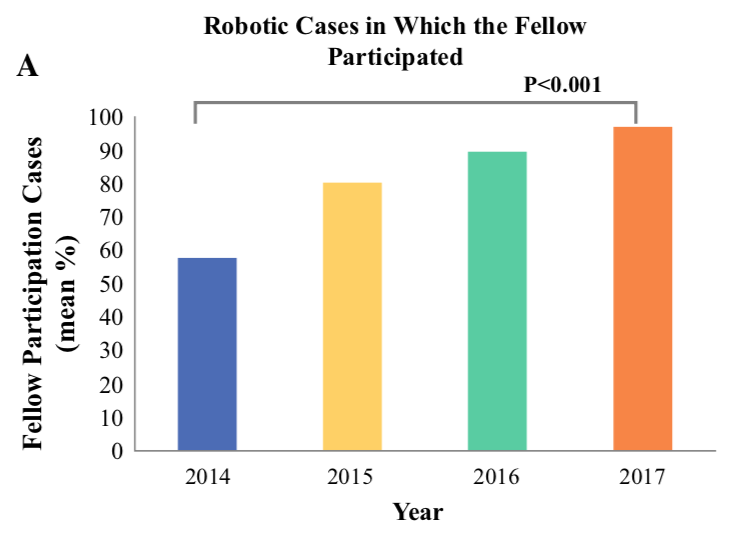 Robotic Cases in Which the Fellow
Participated
A
P<0.001
Fellow Participation Cases
(mean %)
100
90
80
70
60
50
40
30
20
10
0
2014 2015 2016 2017
Year